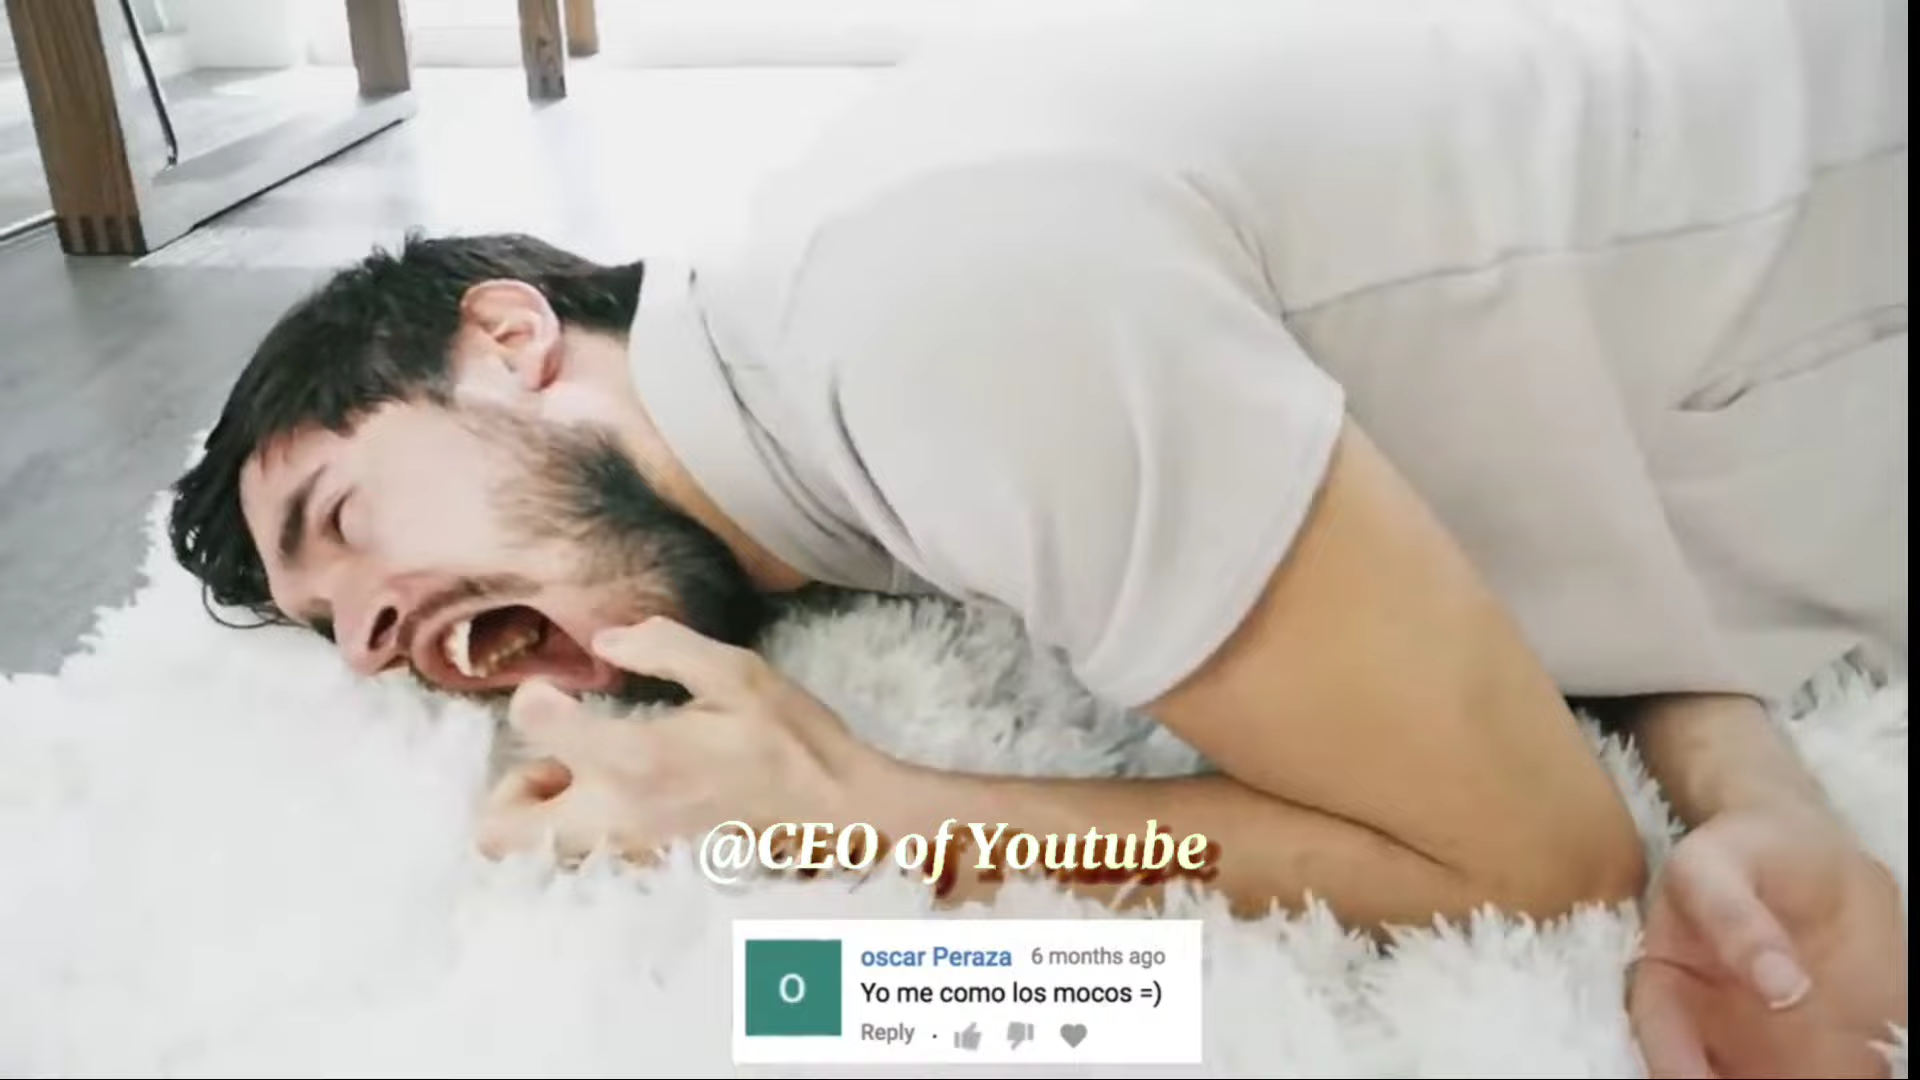 @CEO of Youtube
O
oscar Peraza 6 months ago
Yo me como los mocos =)
Reply ·